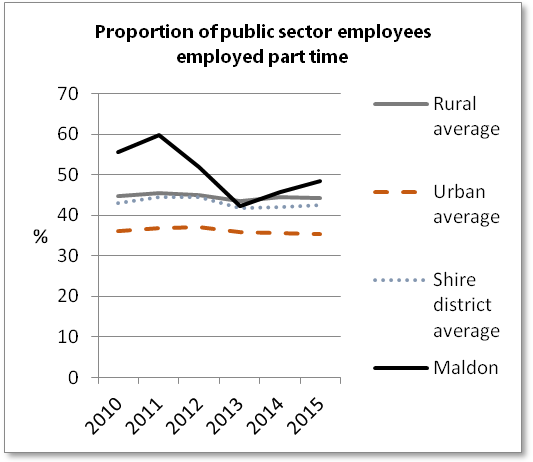 Proportion of public sector employees
employed part time
70
60
50
40
30
20
10
0
%
2010
2011
2012
2013
2014
2015
Rural
average
Urban
average
Shire
district
average
Maldon